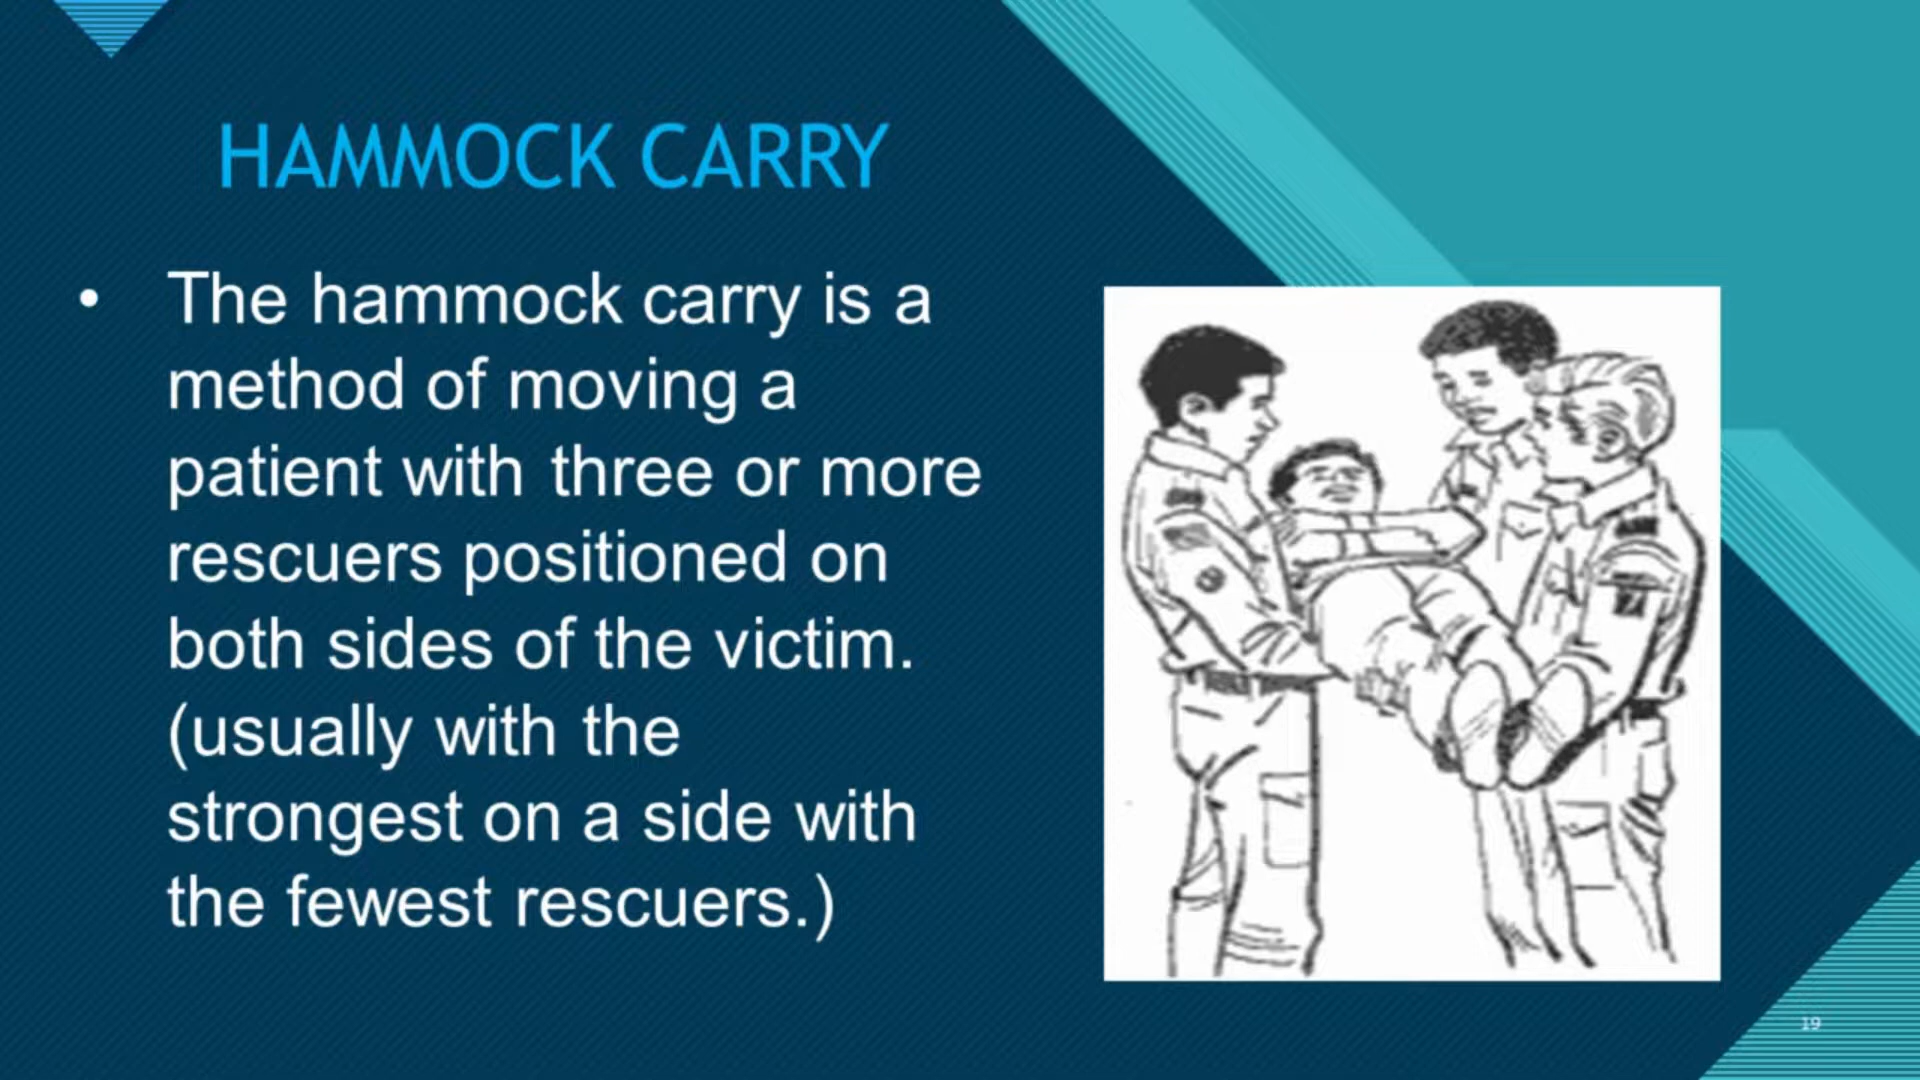 HAMMOCK CARRY
• The hammock carry is a
method of moving a
patient with three or more
rescuers positioned on
both sides of the victim.
(usually with the
strongest on a side with
the fewest rescuers.)
19